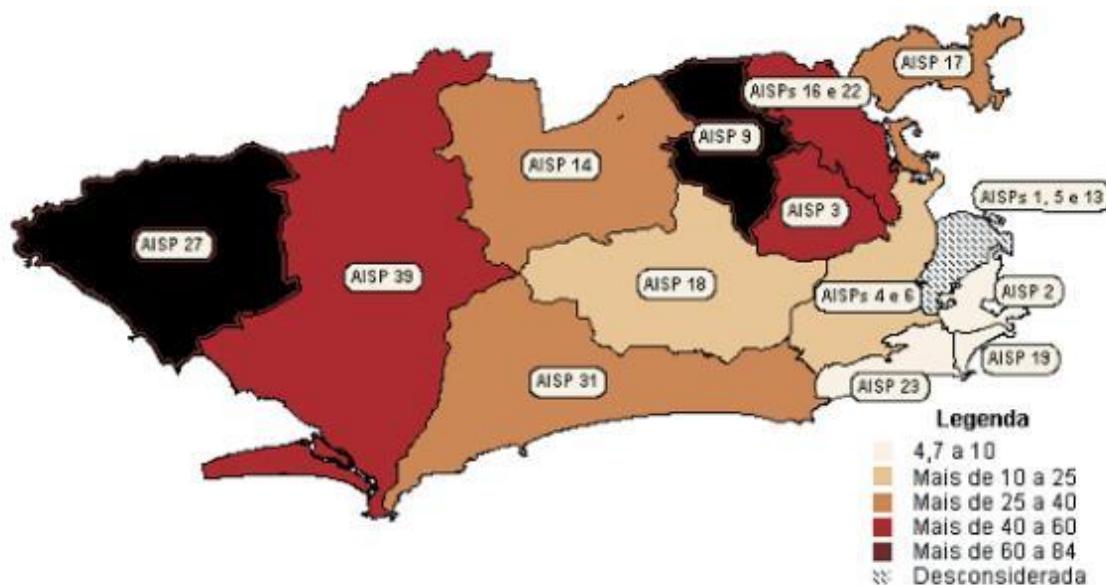 AISP 17
AISPs 16 e 22
AISP 9
AISP 14
AISPs 1, 5 e 13
AISP 3
AISP 27
AISP 39
AISP 18
AISPs 4 e 6
AISP 2
AISP 19
AISP 31
AISP 23
Legenda
4,7 a 10
Mais de 10 a 25
Mais de 25 a 40
Mais de 40 a 60
Mais de 60 a 84
Desconsiderada